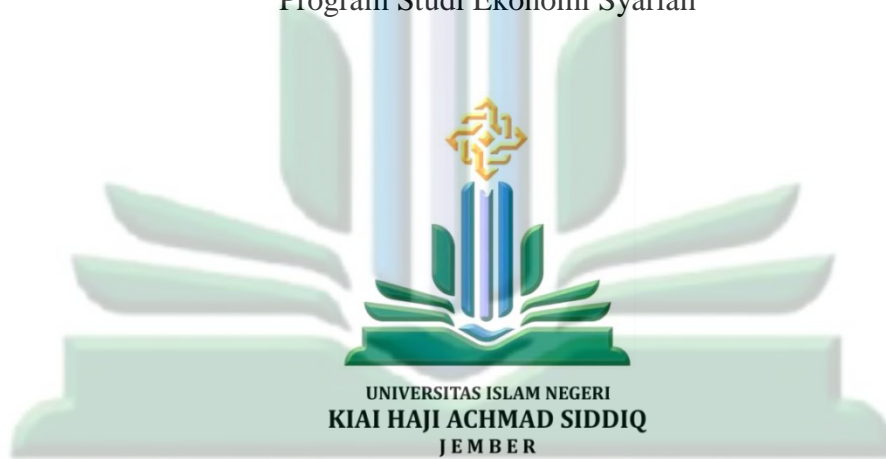 Program Studi Ekonomi Syariah
UNIVERSITAS ISLAM NEGERI
KIAI HAJI ACHMAD SIDDIQ
JEMBER